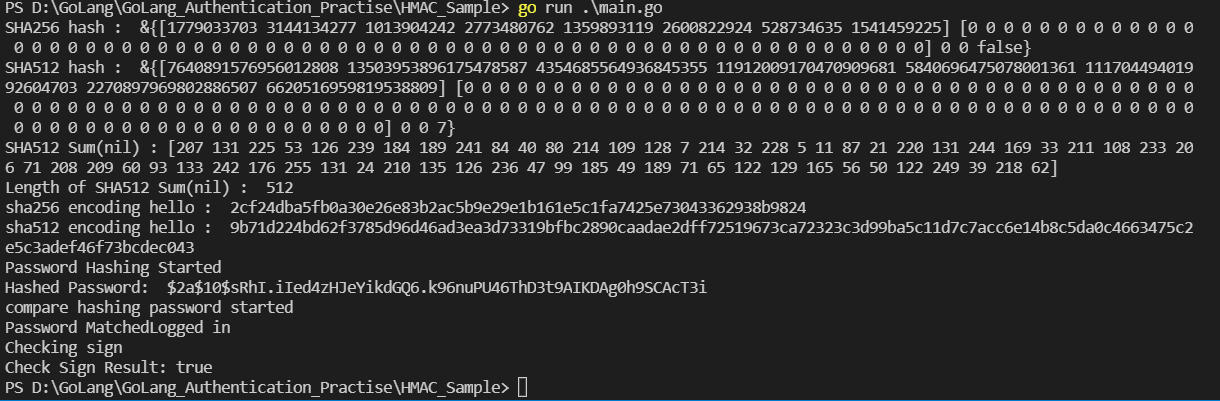 PS D:\GoLang\GoLang_Authentication_Practise\HMAC_Sample> go run .\main.go
SHA256 hash :  &{[1779033703 3144134277 1013904242 2773480762 1359893119 2600822924 528734635 1541459225] [0 0 0 0 0 0 0 0 0 0 0 0 0
0 0 0 0 0 0 0 0 0 0 0 0 0 0 0 0 0 0 0 0 0 0 0 0 0 0 0 0 0 0 0 0 0 0 0 0 0 0 0 0 0 0 0 0 0 0 0 0 0 0 0] 0 0 false}
SHA512 hash :  &{[7640891576956012808 13503953896175478587 4354685564936845355 11912009170470909681 5840696475078001361 111704494019
92604703 2270897969802886507 6620516959819538809] [0 0 0 0 0 0 0 0 0 0 0 0 0 0 0 0 0 0 0 0 0 0 0 0 0 0 0 0 0 0 0 0 0 0 0 0 0 0 0 0 0
0 0 0 0 0 0 0 0 0 0 0 0 0 0 0 0 0 0 0 0 0 0 0 0 0 0 0 0 0 0 0 0 0 0 0 0 0 0 0 0 0 0 0 0 0 0 0 0 0 0 0 0 0 0 0 0 0 0 0 0 0 0 0 0 0 0
0 0 0 0 0 0 0 0 0 0 0 0 0 0 0 0 0 0 0 0 0] 0 0 7}
SHA512 Sum(nil) : [207 131 225 53 126 239 184 189 241 84 40 80 214 109 128 7 214 32 228 5 11 87 21 220 131 244 169 33 211 108 233 20
6 71 208 209 60 93 133 242 176 255 131 24 210 135 126 236 47 99 185 49 189 71 65 122 129 165 56 50 122 249 39 218 62]
Length of SHA512 Sum(nil) :  512
sha256 encoding hello :  2cf24dba5fb0a30e26e83b2ac5b9e29e1b161e5c1fa7425e73043362938b9824
sha512 encoding hello :  9b71d224bd62f3785d96d46ad3ea3d73319bfbc2890caadae2dff72519673ca72323c3d99ba5c11d7c7acc6e14b8c5da0c4663475c2
e5c3adef46f73bcdec043
Password Hashing Started
Hashed Password:  $2a$10$sRhI.iIed4zHJeYikdGQ6.k96nuPU46ThD3t9AIKDAg0h9SCAcT3i
compare hashing password started
Password MatchedLogged in
Checking sign
Check Sign Result: true
PS D:\GoLang\GoLang_Authentication_Practise\HMAC_Sample>